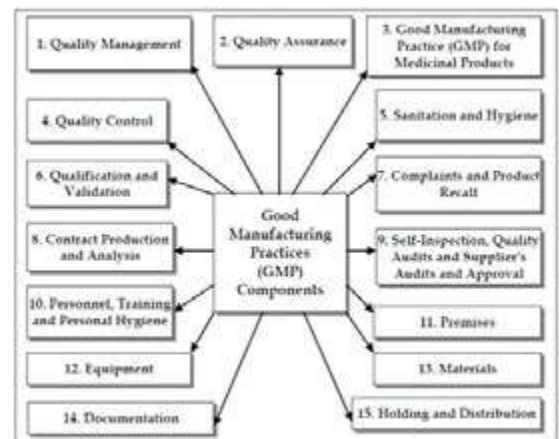 1. Quality Management
2. Quality Assurance
3. Good Manufacturing
Practice (GMP) for
Medicinal Products
4. Quality Control
5. Sanitation and Hygiene
6. Qualification and
Validation
7. Complaints and Product
Recall
Good
Manufacturing
Practices
(GMP)
Components
8. Contract Production
and Analysis
9. Self-Inspection, Quality
Audits and Supplier's
Audits and Approval
10. Personnel, Training
and Personal Hygiene
11. Premises
12. Equipment
13. Materials
14. Documentation
15. Holding and Distribution